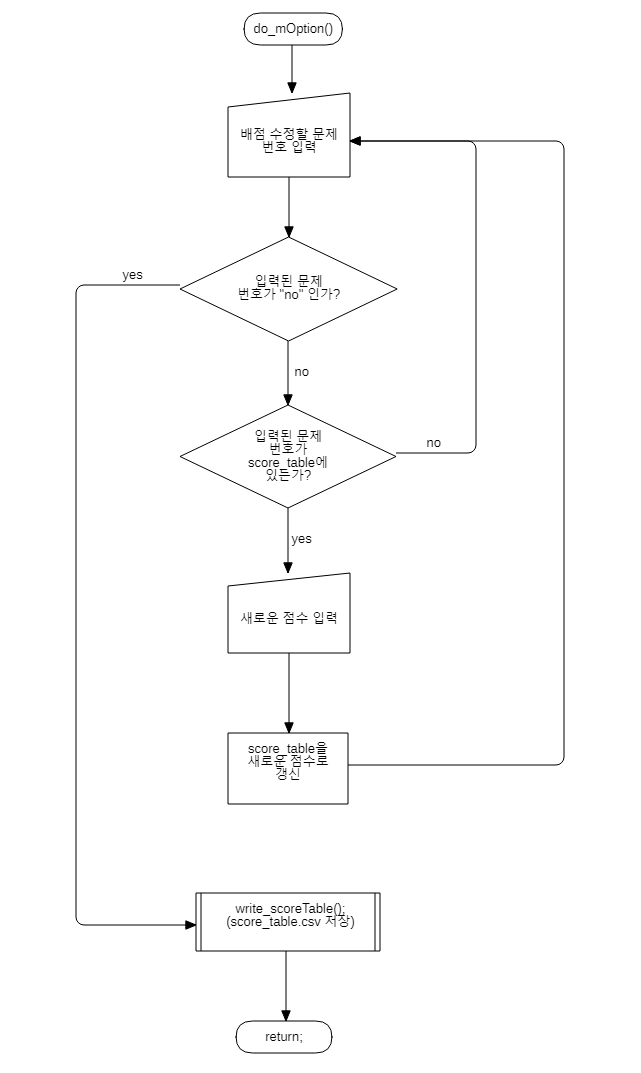 do_mOption()
배점 수정할 문제
번호 입력
yes
입력된 문제
번호가 "no" 인가?
no
입력된 문제
번호가
score_table에
있든가?
no
yes
새로운 점수 입력
score_table을
새로운 점수로
갱신
write_scoreTable();
(score_table.csv 저장)
return;